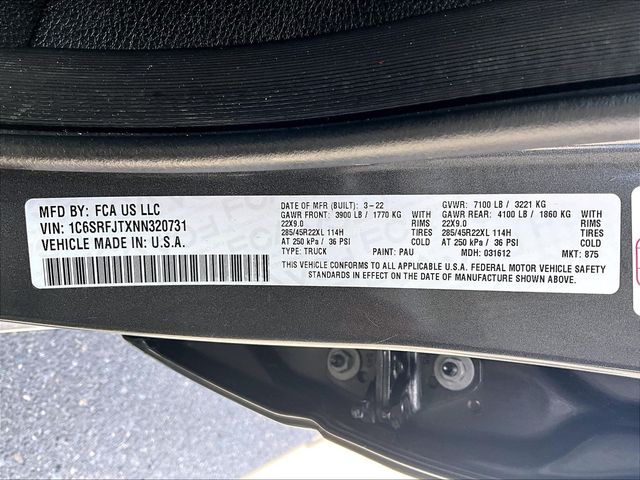 MFD BY: FCA US LLC
VIN: 1C6SRFJTXNN320731
VEHICLE MADE IN: U.S.A.
DATE OF MFR (BUILT): 3-22
GAWR FRONT: 3900 LB / 1770 KG WITH
22X9.0 RIMS
285/45R22XL 114H TIRES
AT 250 kPa / 36 PSI COLD
TYPE: TRUCK PAINT: PAU
GVWR: 7100 LB / 3221 KG
GAWR REAR: 4100 LB / 1860 KG WITH
22X9.0 RIMS
285/45R22XL 114H TIRES
AT 250 kPa / 36 PSI COLD
MDH: 031612 MKT: 875
THIS VEHICLE CONFORMS TO ALL APPLICABLE U.S.A. FEDERAL MOTOR VEHICLE SAFETY
STANDARDS IN EFFECT ON THE DATE OF MANUFACTURE SHOWN ABOVE.